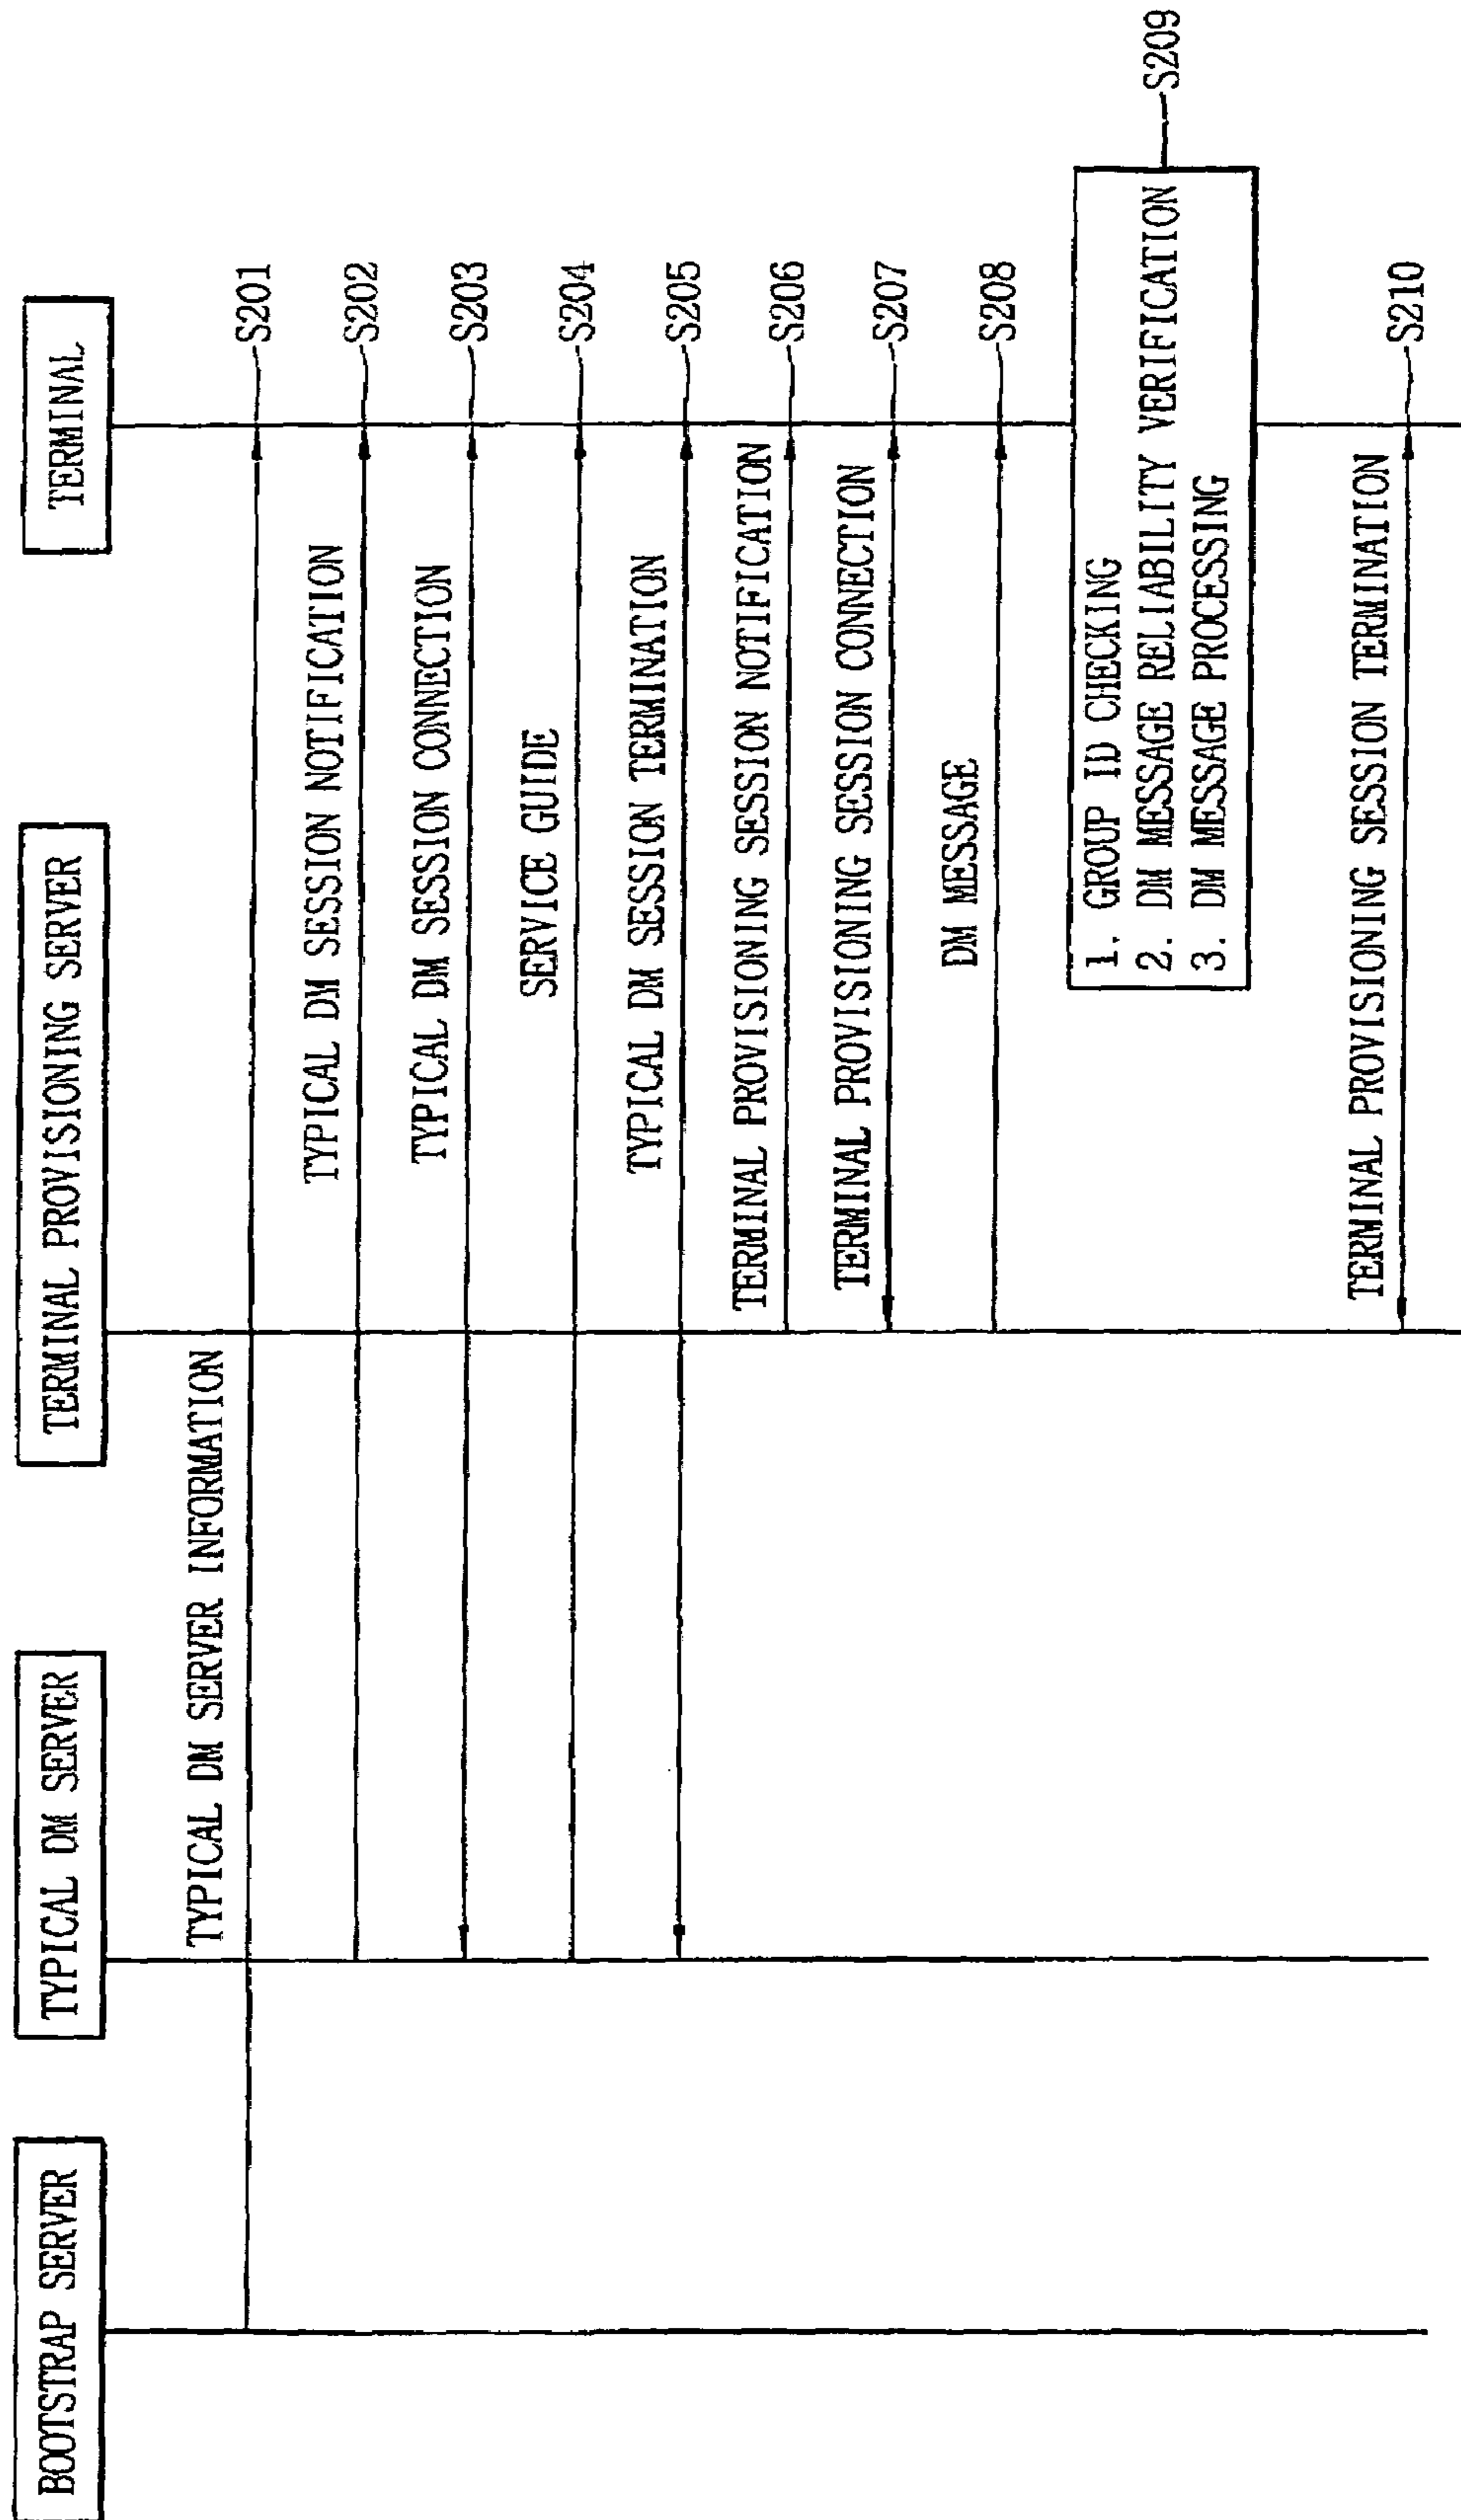 BOOTSTRAP SERVER
TYPICAL DM SERVER
TERMINAL PROVISIONING SERVER
TERMINAL
TYPICAL DM SERVER INFORMATION
S201
TYPICAL DM SESSION NOTIFICATION
S202
TYPICAL DM SESSION CONNECTION
S203
SERVICE GUIDE
S204
TYPICAL DM SESSION TERMINATION
S205
TERMINAL PROVISIONING SESSION NOTIFICATION
S206
TERMINAL PROVISIONING SESSION CONNECTION
S207
DM MESSAGE
S208
1. GROUP ID CHECKING
2. DM MESSAGE RELIABILITY VERIFICATION
3. DM MESSAGE PROCESSING
S209
TERMINAL PROVISIONING SESSION TERMINATION
S210